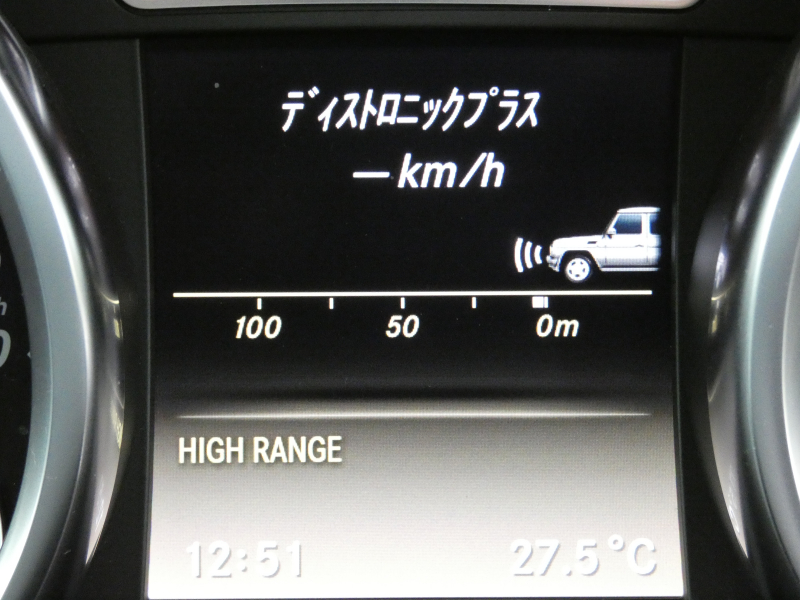 ディストロニックプラス
—km/h
100 50 0m
HIGH RANGE
12:51 27.5°C